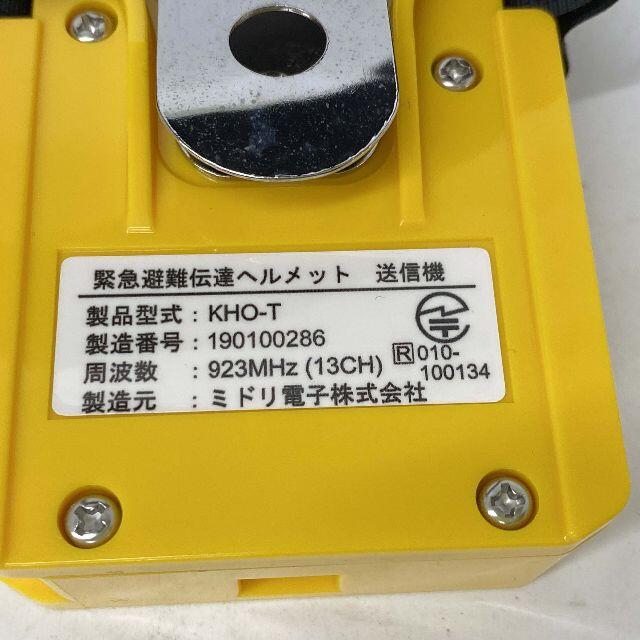 緊急避難伝達ヘルメット 送信機
製品型式 : KHO-T
製造番号 : 190100286
周波数 : 923MHz (13CH)
製造元 : ミドリ電子株式会社
R 010-
100134